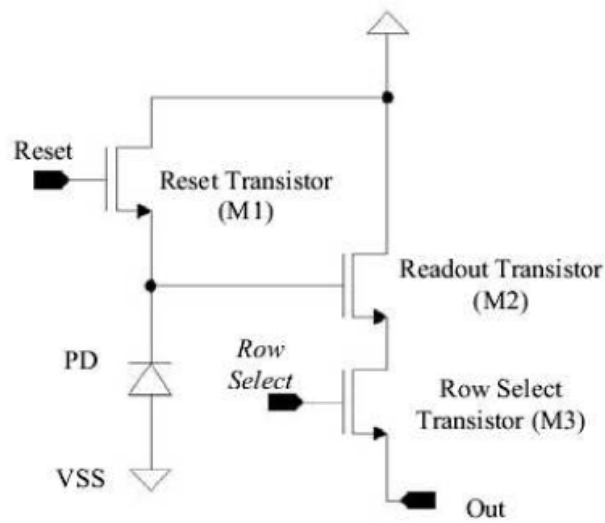 Reset
Reset Transistor
(M1)
Readout Transistor
(M2)
PD
Row
Select
Row Select
Transistor (M3)
VSS
Out